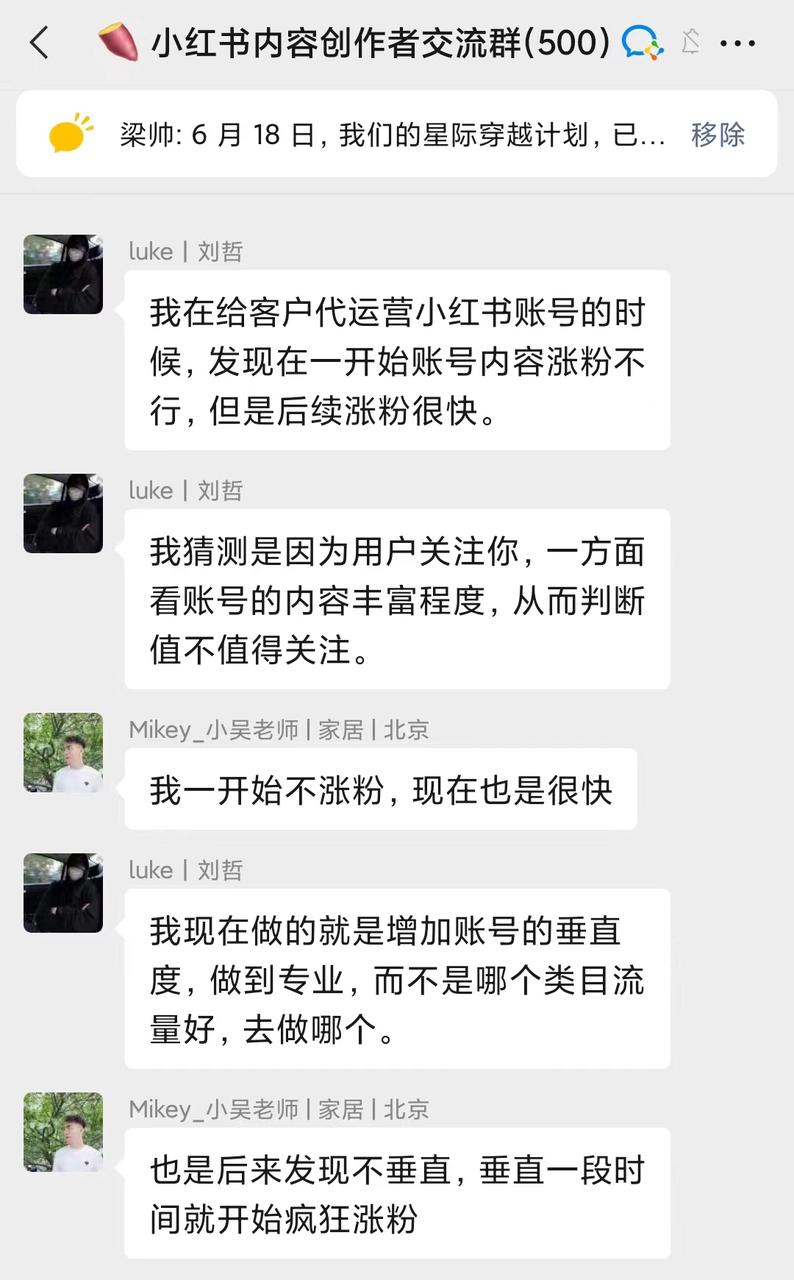 小红书内容创作者交流群(500)
梁帅: 6 月 18 日，我们的星际穿越计划，已... 移除
luke | 刘哲
我在给客户代运营小红书账号的时
候，发现在一开始账号内容涨粉不
行，但是后续涨粉很快。
luke | 刘哲
我猜测是因为用户关注你，一方面
看账号的内容丰富程度，从而判断
值不值得关注。
Mikey_小吴老师 | 家居 | 北京
我一开始不涨粉，现在也是很快
luke | 刘哲
我现在做的就是增加账号的垂直
度，做到专业，而不是哪个类目流
量好，去做哪个。
Mikey_小吴老师 | 家居 | 北京
也是后来发现不垂直，垂直一段时
间就开始疯狂涨粉